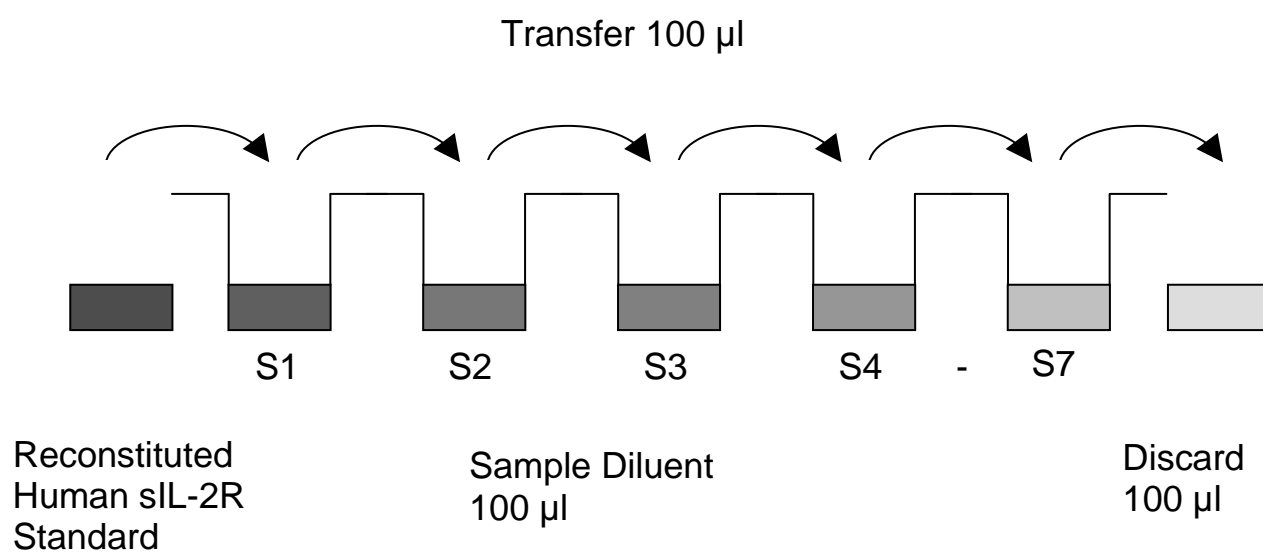 Transfer 100 µl
S1 S2 S3 S4 - S7
Reconstituted
Human sIL-2R
Standard
Sample Diluent
100 µl
Discard
100 µl